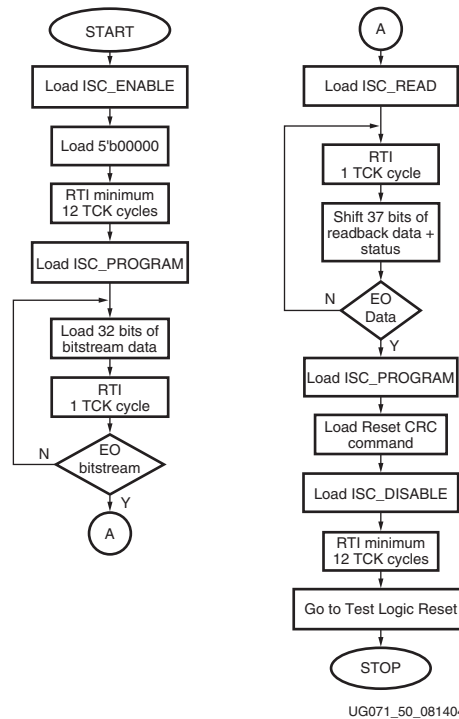 START
Load ISC_ENABLE
Load 5'b00000
RTI minimum
12 TCK cycles
Load ISC_PROGRAM
Load 32 bits of
bitstream data
RTI
1 TCK cycle
N
EO
bitstream
Y
A
A
Load ISC_READ
RTI
1 TCK cycle
Shift 37 bits of
readback data +
status
N
EO
Data
Y
Load ISC_PROGRAM
Load Reset CRC
command
Load ISC_DISABLE
RTI minimum
12 TCK cycles
Go to Test Logic Reset
STOP
UG071_50_081404